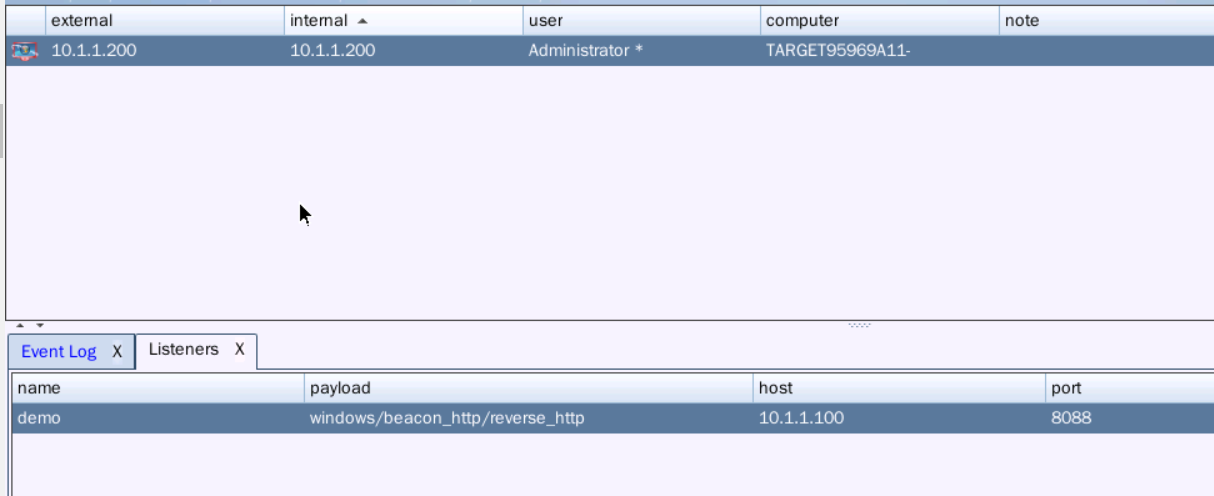 external internal user computer note
10.1.1.200 10.1.1.200 Administrator * TARGET95969A11-
Event Log X Listeners X
name payload host port
demo windows/beacon_http/reverse_http 10.1.1.100 8088